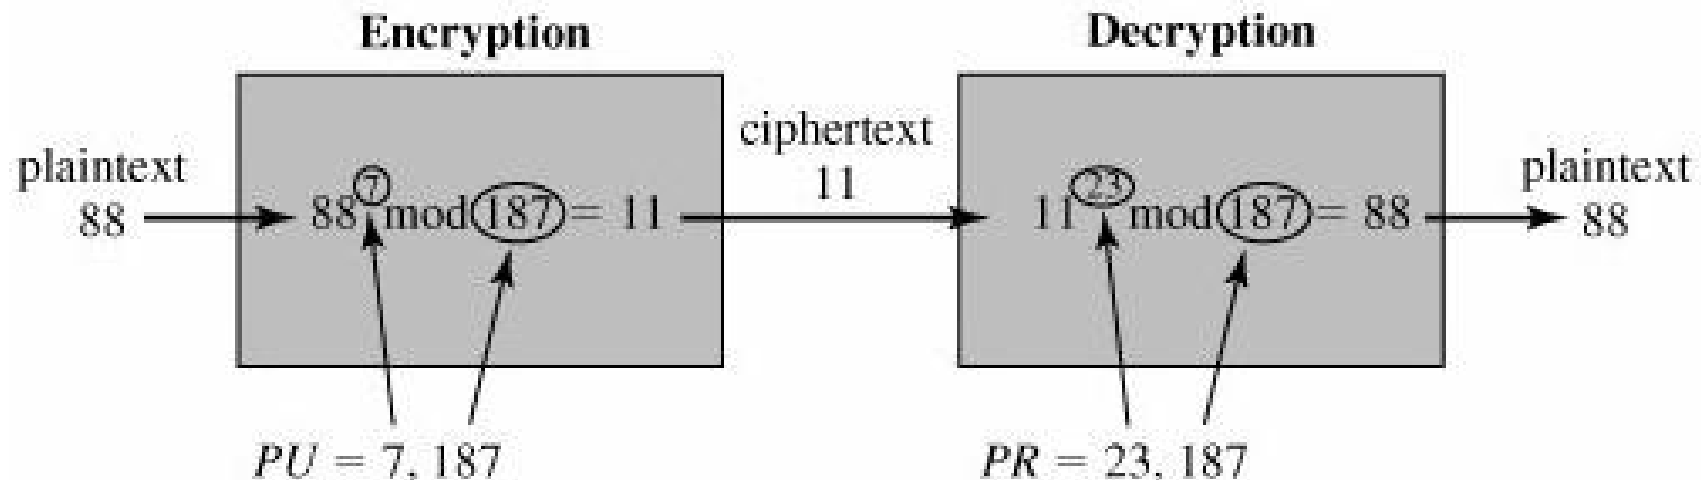 Encryption
Decryption
plaintext
88
88^7 mod 187 = 11
ciphertext
11
11^23 mod 187 = 88
plaintext
88
PU = 7, 187
PR = 23, 187